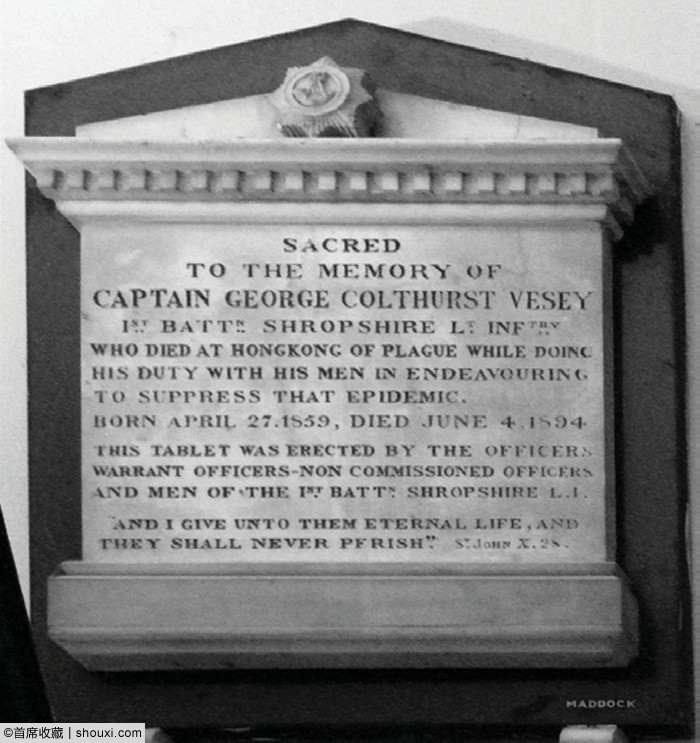 SACRED
TO THE MEMORY OF
CAPTAIN GEORGE COLTHURST VESEY
1ST BATTN SHROPSHIRE LT INFTRY
WHO DIED AT HONGKONG OF PLAGUE WHILE DOING
HIS DUTY WITH HIS MEN IN ENDEAVOURING
TO SUPPRESS THAT EPIDEMIC.
BORN APRIL 27.1859, DIED JUNE 4.1894
THIS TABLET WAS ERECTED BY THE OFFICERS
WARRANT OFFICERS-NON COMMISSIONED OFFICERS
AND MEN OF THE 1ST BATTN SHROPSHIRE L.I.
"AND I GIVE UNTO THEM ETERNAL LIFE, AND
THEY SHALL NEVER PERISH" ST JOHN X. 28.
MADDOCK
©首席收藏 | shouxi.com